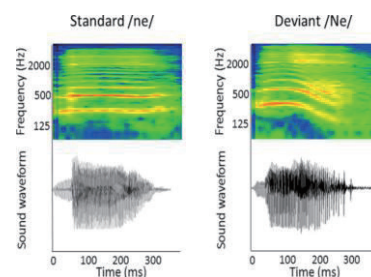 Standard /ne/
Deviant /Ne/
Frequency (Hz)
2000
500
125
Frequency (Hz)
2000
500
125
Sound waveform
0 100 200 300
Time (ms)
Sound waveform
0 100 200 300
Time (ms)